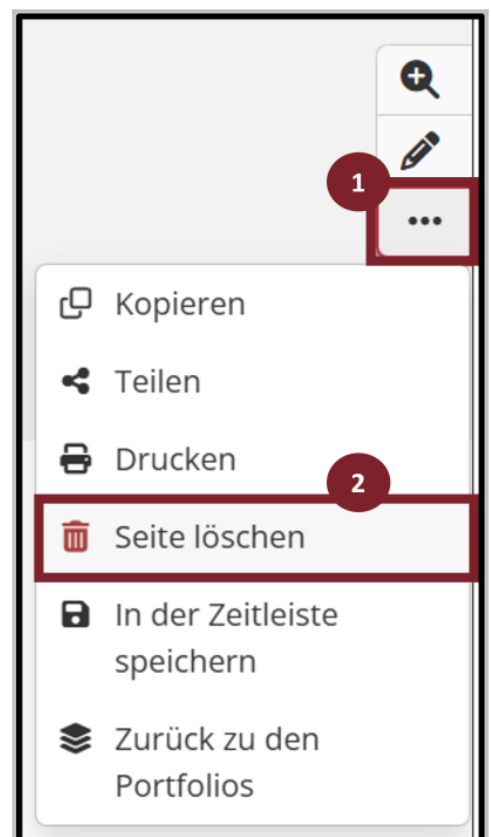 1
Kopieren
Teilen
Drucken
2
Seite löschen
In der Zeitleiste
speichern
Zurück zu den
Portfolios